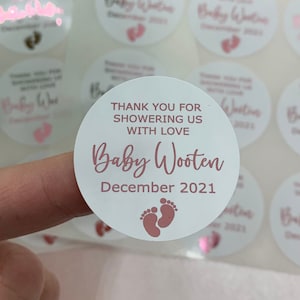 THANK YOU FOR
SHOWERING US
WITH LOVE
Baby Wooten
December 2021